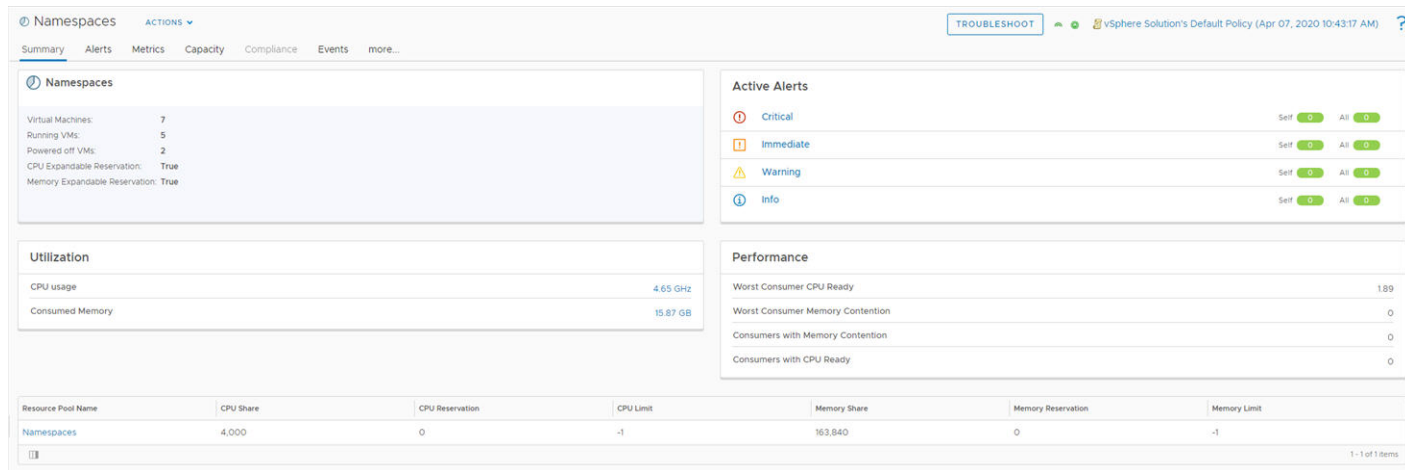 Namespaces ACTIONS
TROUBLESHOOT vSphere Solution's Default Policy (Apr 07, 2020 10:43:17 AM) ?
Summary Alerts Metrics Capacity Compliance Events more...
Namespaces
Virtual Machines: 7
Running VMs: 5
Powered off VMs: 2
CPU Expandable Reservation: True
Memory Expandable Reservation: True
Active Alerts
Critical Self 0 All 0
Immediate Self 0 All 0
Warning Self 0 All 0
Info Self 0 All 0
Utilization
CPU usage 4.65 GHz
Consumed Memory 15.87 GB
Performance
Worst Consumer CPU Ready 1.89
Worst Consumer Memory Contention 0
Consumers with Memory Contention 0
Consumers with CPU Ready 0
Resource Pool Name CPU Share CPU Reservation CPU Limit Memory Share Memory Reservation Memory Limit
Namespaces 4,000 0 -1 163,840 0 -1
1 - 1 of 1 items